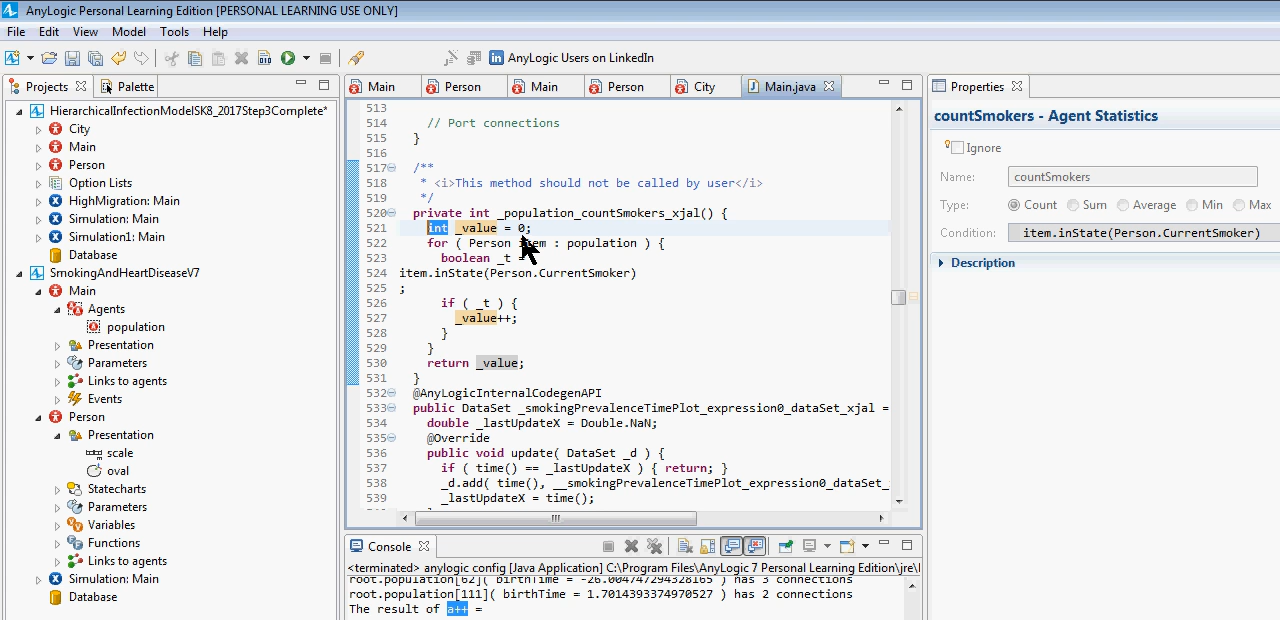 AnyLogic Personal Learning Edition [PERSONAL LEARNING USE ONLY]
File Edit View Model Tools Help
AnyLogic Users on LinkedIn
Projects Palette
HierarchicalInfectionModelSK8_2017Step3Complete*
City
Main
Person
Option Lists
HighMigration: Main
Simulation: Main
Simulation1: Main
Database
SmokingAndHeartDiseaseV7
Main
Agents
population
Presentation
Parameters
Links to agents
Events
Person
Presentation
scale
oval
Statecharts
Parameters
Variables
Functions
Links to agents
Simulation: Main
Database
Main Person Main Person City Main.java
513
514 // Port connections
515 }
516
517 /**
518 * <i>This method should not be called by user</i>
519 */
520 private int _population_countSmokers_xjal() {
521 int _value = 0;
522 for ( Person item : population ) {
523 boolean _t =
524 item.inState(Person.CurrentSmoker)
525 ;
526 if ( _t ) {
527 _value++;
528 }
529 }
530 return _value;
531 }
532 @AnyLogicInternalCodegenAPI
533 public DataSet _smokingPrevalenceTimePlot_expression0_dataSet_xjal =
534 double _lastUpdateX = Double.NaN;
535 @Override
536 public void update( DataSet _d ) {
537 if ( time() == _lastUpdateX ) { return; }
538 _d.add( time(), __smokingPrevalenceTimePlot_expression0_dataSet_
539 _lastUpdateX = time();
Console
<terminated> anylogic config [Java Application] C:\Program Files\AnyLogic 7 Personal Learning Edition\jre\
root.population[62]( birthTime = -26.004747294328165 ) has 3 connections
root.population[111]( birthTime = 1.7014393374970527 ) has 2 connections
The result of a++ =
Properties
countSmokers - Agent Statistics
Ignore
Name: countSmokers
Type: Count Sum Average Min Max
Condition: item.inState(Person.CurrentSmoker)
Description